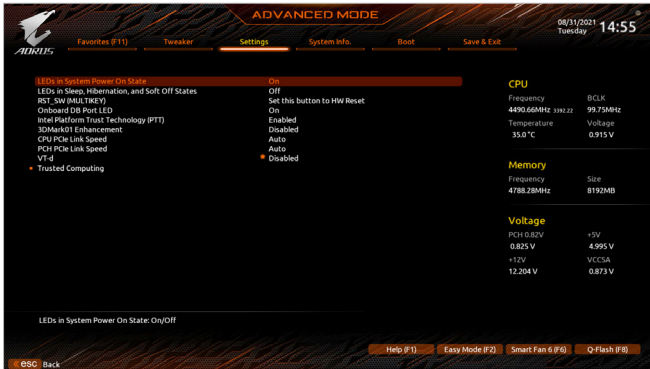 ADVANCED MODE
08/31/2021 Tuesday 14:55
AORUS
Favorites (F11) Tweaker Settings System Info. Boot Save & Exit
LEDs in System Power On State On
LEDs in Sleep, Hibernation, and Soft Off States Off
RST_SW (MULTIKEY) Set this button to HW Reset
Onboard DB Port LED On
Intel Platform Trust Technology (PTT) Enabled
3DMark01 Enhancement Disabled
CPU PCIe Link Speed Auto
PCH PCIe Link Speed Auto
VT-d Disabled
Trusted Computing
CPU
Frequency BCLK
4490.66MHz 3392.22 99.75MHz
Temperature Voltage
35.0 °C 0.915 V
Memory
Frequency Size
4788.28MHz 8192MB
Voltage
PCH 0.82V +5V
0.825 V 4.995 V
+12V VCCSA
12.204 V 0.873 V
LEDs in System Power On State: On/Off
Help (F1) Easy Mode (F2) Smart Fan 6 (F6) Q-Flash (F8)
esc Back